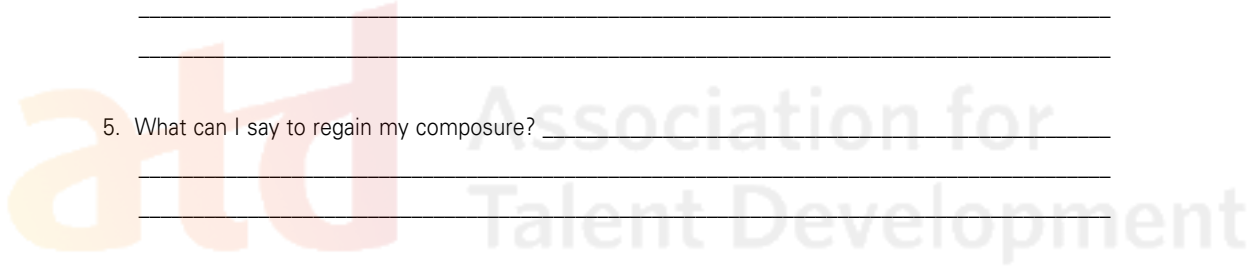 atd Association for
Talent Development
5. What can I say to regain my composure?